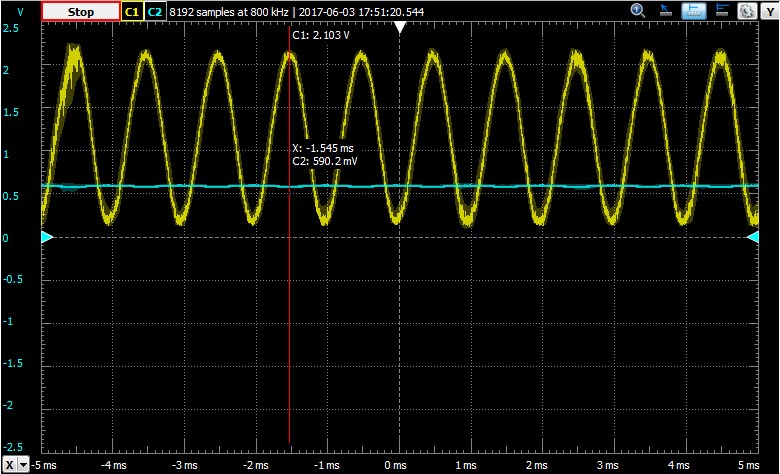 V
Stop C1 C2 8192 samples at 800 kHz | 2017-06-03 17:51:20.544 Y
2.5
C1: 2.103 V
2
1.5
X: -1.545 ms
1
C2: 590.2 mV
0.5
0
-0.5
-1
-1.5
-2
-2.5
X -5 ms -4 ms -3 ms -2 ms -1 ms 0 ms 1 ms 2 ms 3 ms 4 ms 5 ms